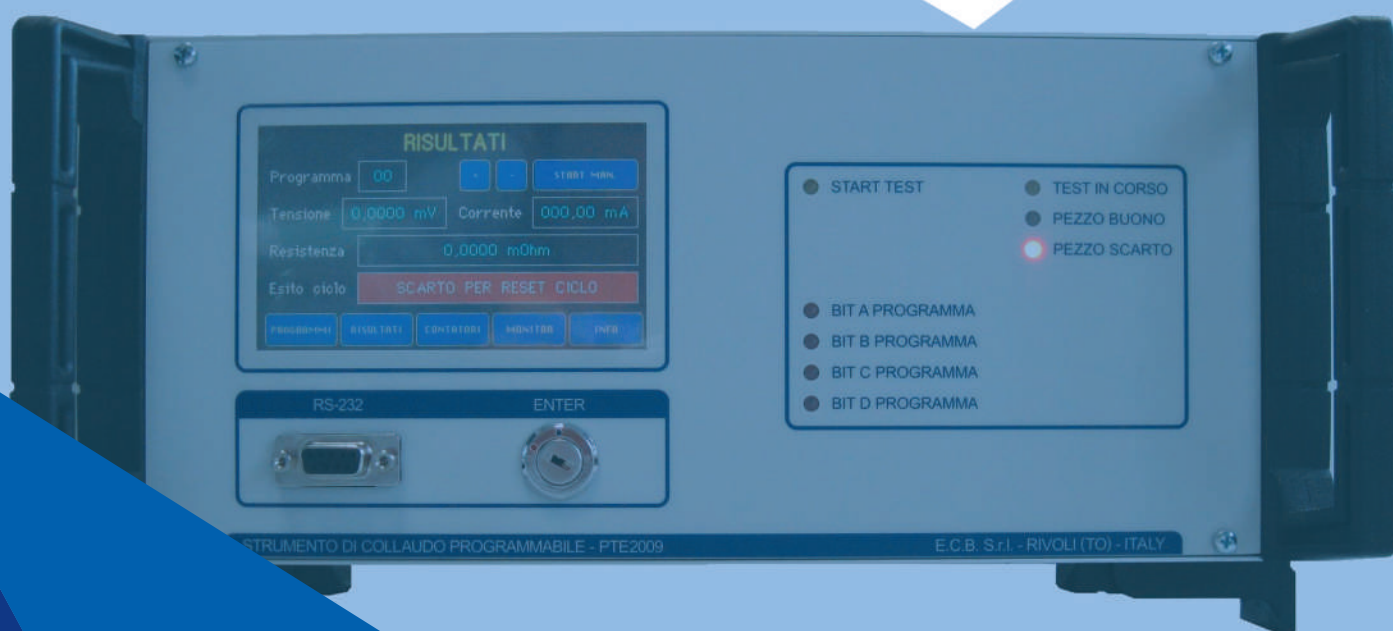 RISULTATI
Programma 00 + - START MAN.
Tensione 0,0000 mV Corrente 000,00 mA
Resistenza 0,0000 mOhm
Esito ciclo SCARTO PER RESET CICLO
PROGRAMMI RISULTATI CONTATORI MONITOR INFO
RS-232 ENTER
START TEST TEST IN CORSO
PEZZO BUONO
PEZZO SCARTO
BIT A PROGRAMMA
BIT B PROGRAMMA
BIT C PROGRAMMA
BIT D PROGRAMMA
STRUMENTO DI COLLAUDO PROGRAMMABILE - PTE2009 E.C.B. S.r.l. - RIVOLI (TO) - ITALY